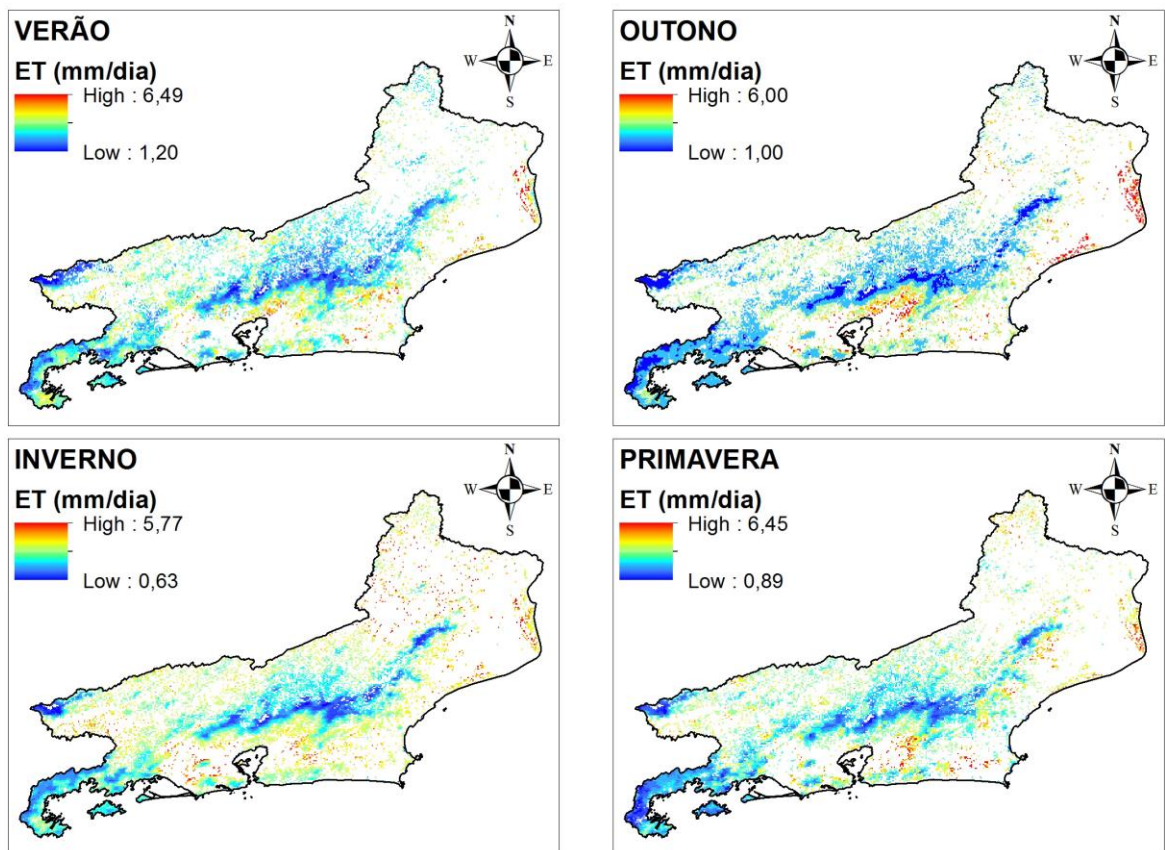 VERÃO
ET (mm/dia)
High : 6,49
Low : 1,20
N
W
E
S
OUTONO
ET (mm/dia)
High : 6,00
Low : 1,00
N
W
E
S
INVERNO
ET (mm/dia)
High : 5,77
Low : 0,63
N
W
E
S
PRIMAVERA
ET (mm/dia)
High : 6,45
Low : 0,89
N
W
E
S